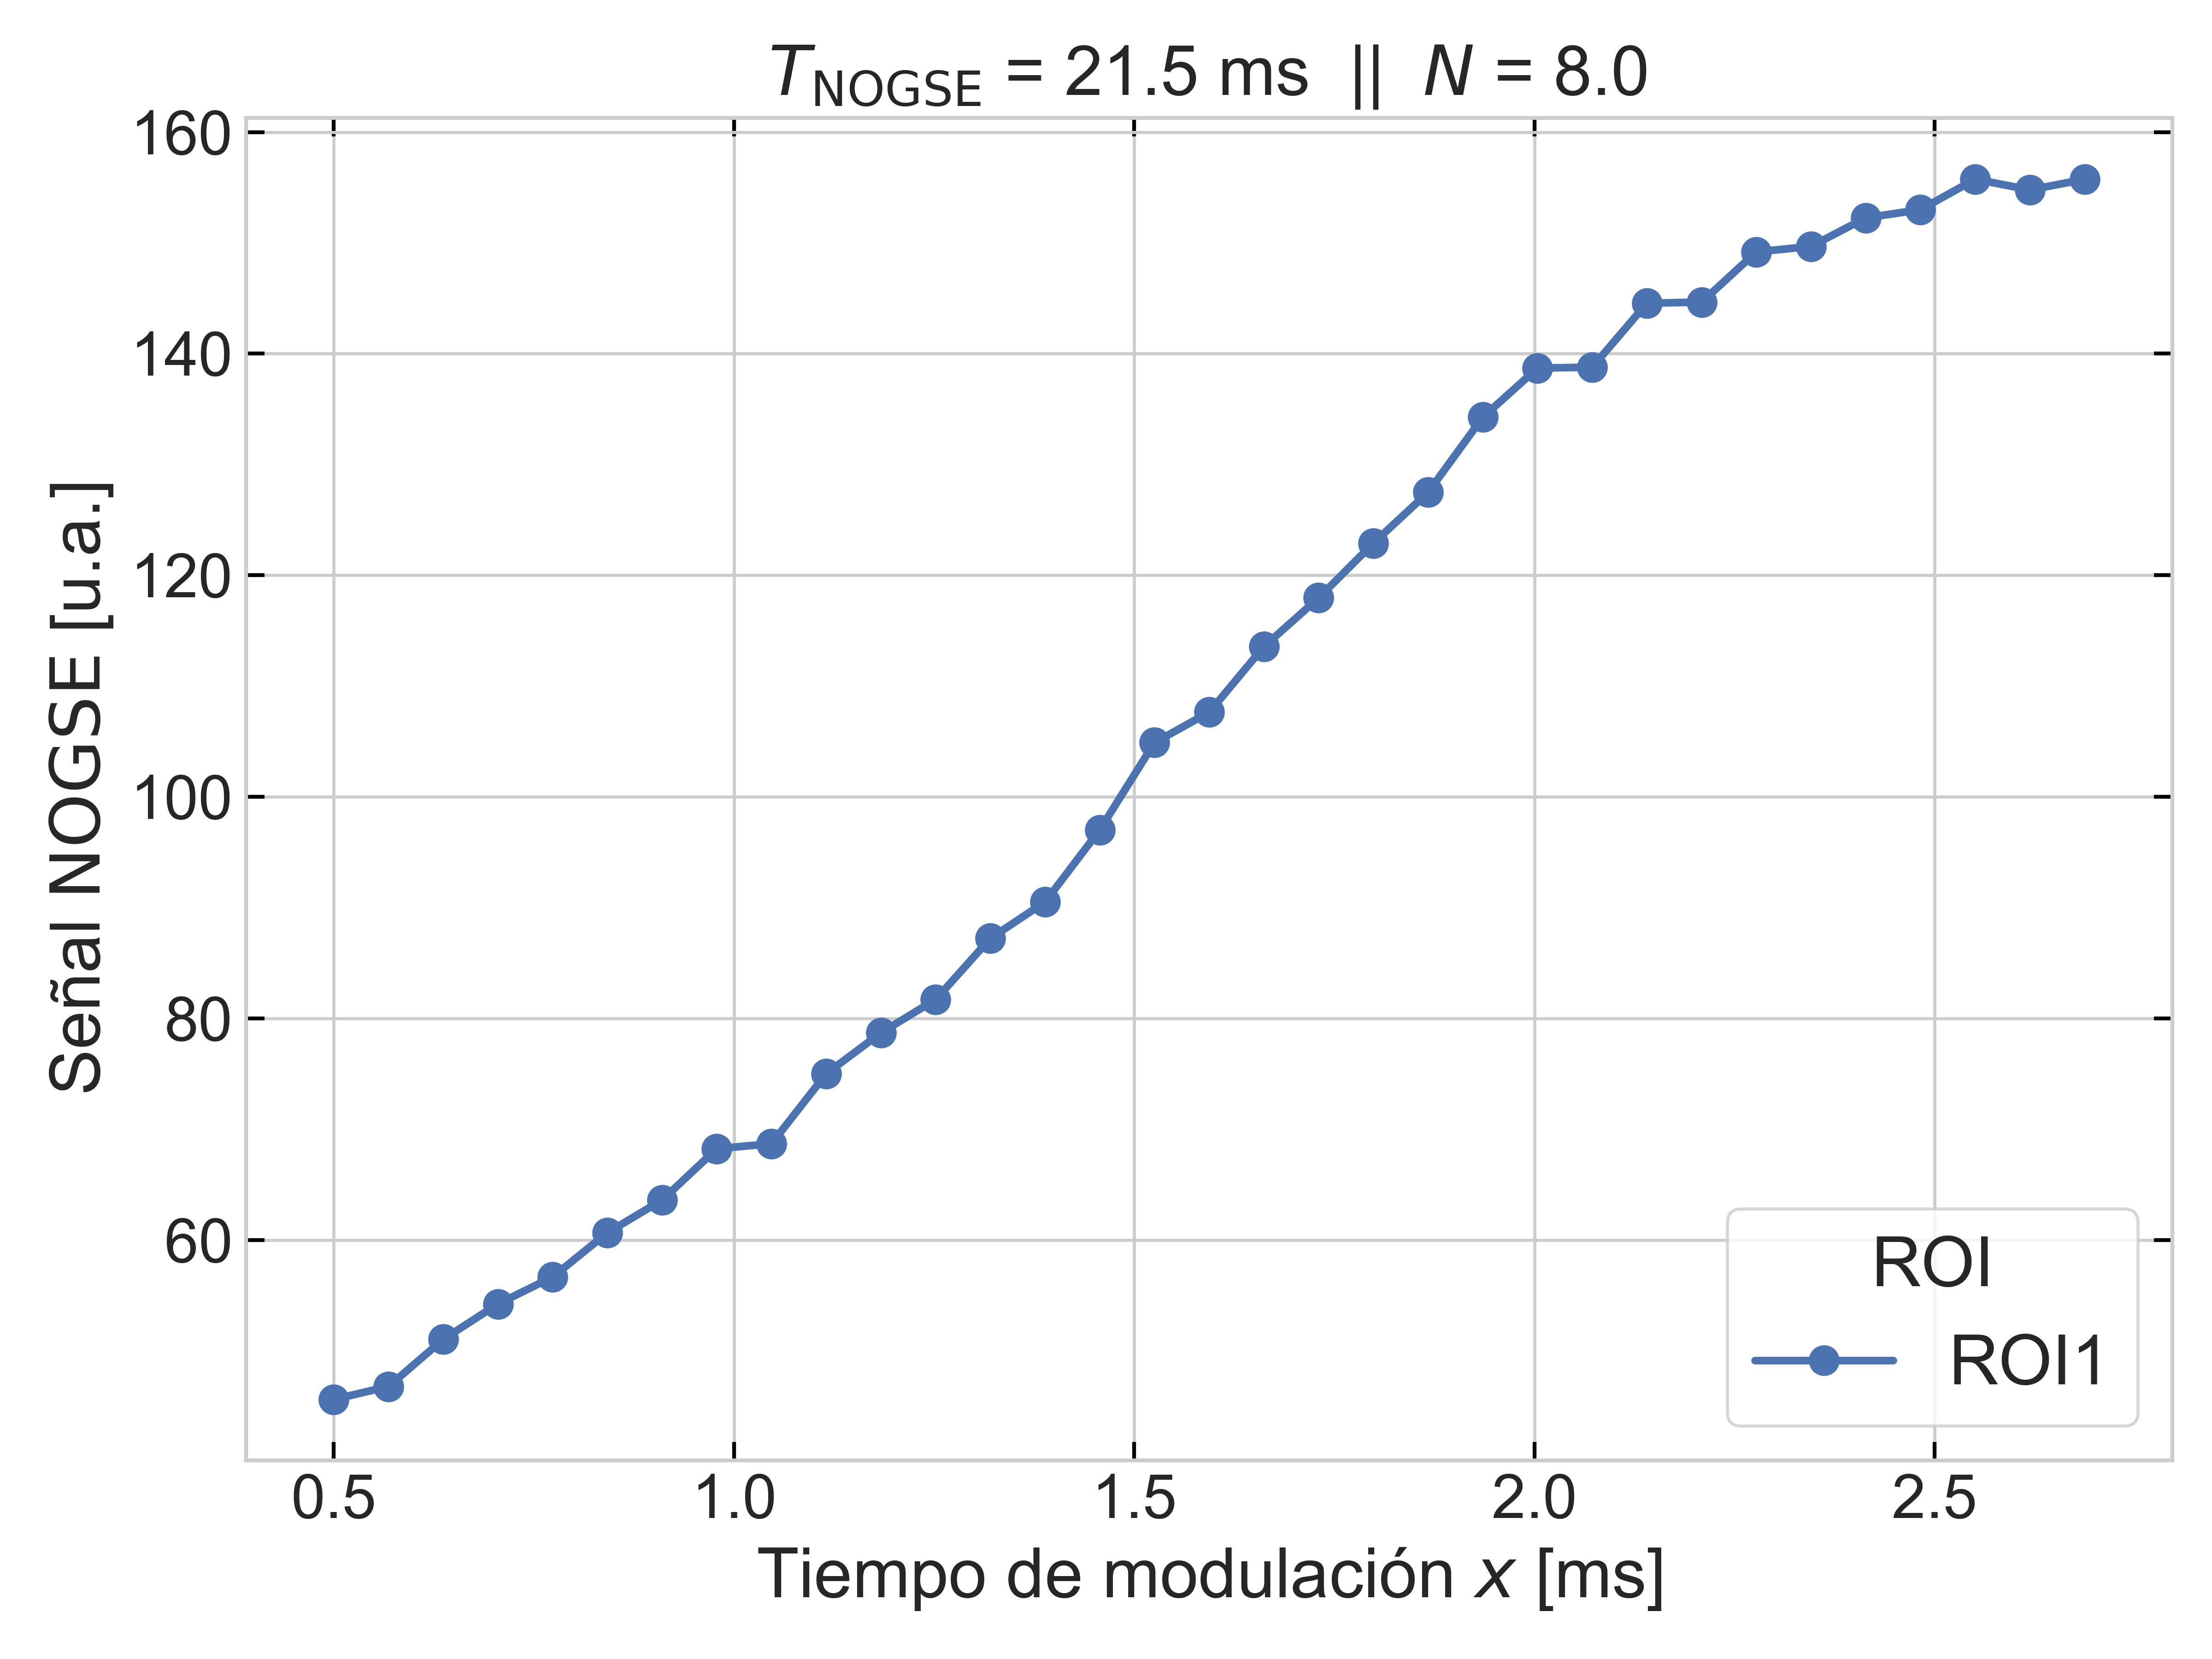 T_NOGSE = 21.5 ms || N = 8.0
160
140
120
100
80
60
Señal NOGSE [u.a.]
ROI
ROI1
0.5 1.0 1.5 2.0 2.5
Tiempo de modulación x [ms]